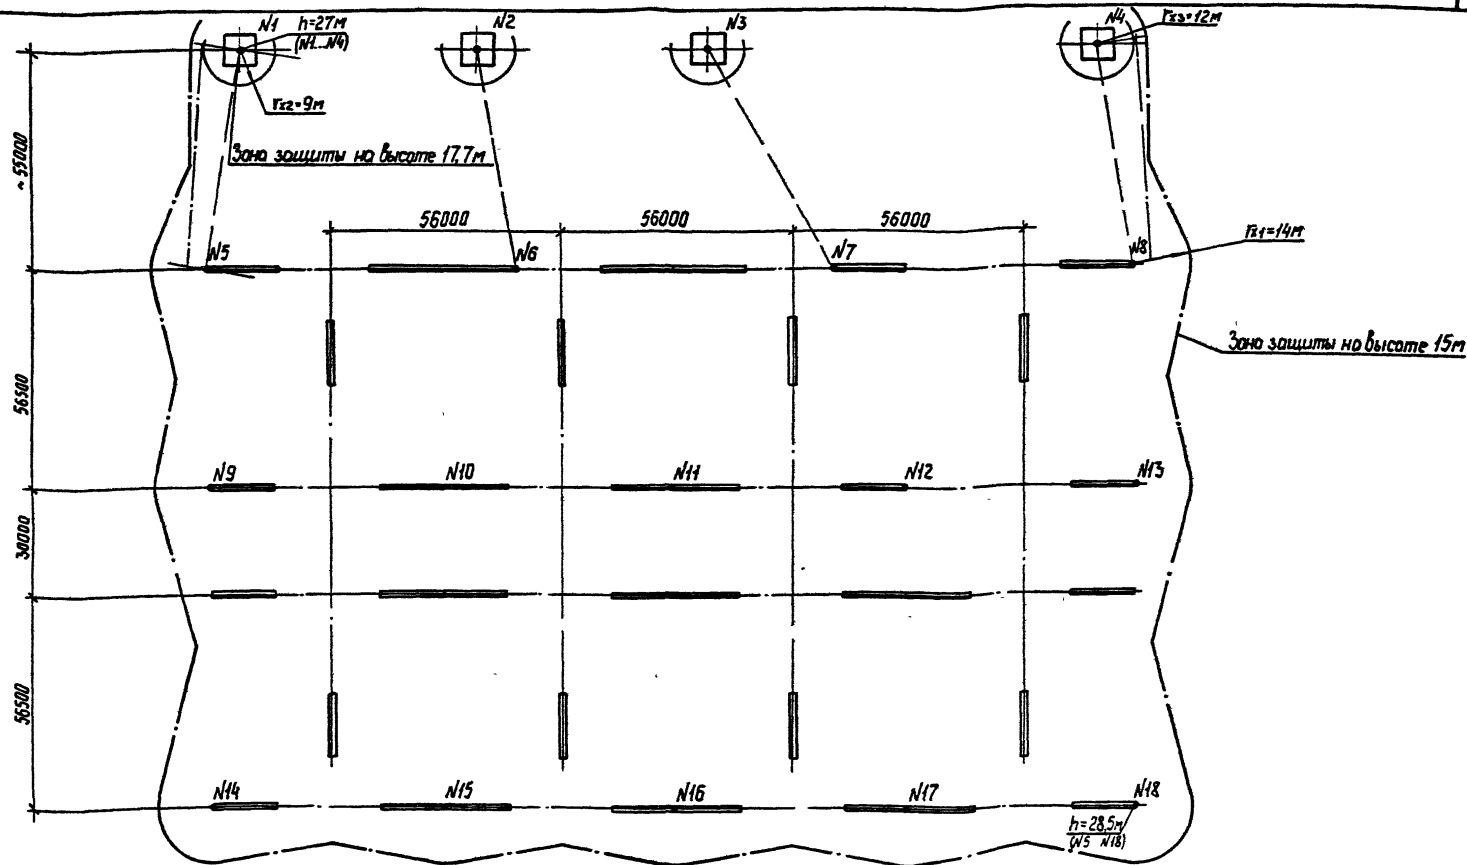 N1
h=27м
(N1...N4)
N2
N3
N4
rx3=12м
rx2=9м
Зона защиты на высоте 17.7м
~ 55000
56000
56000
56000
N5
N6
N7
N8
rx1=14м
Зона защиты на высоте 15м
56500
N9
N10
N11
N12
N13
30000
56500
N14
N15
N16
N17
N18
h=28,5м
(N5 N18)